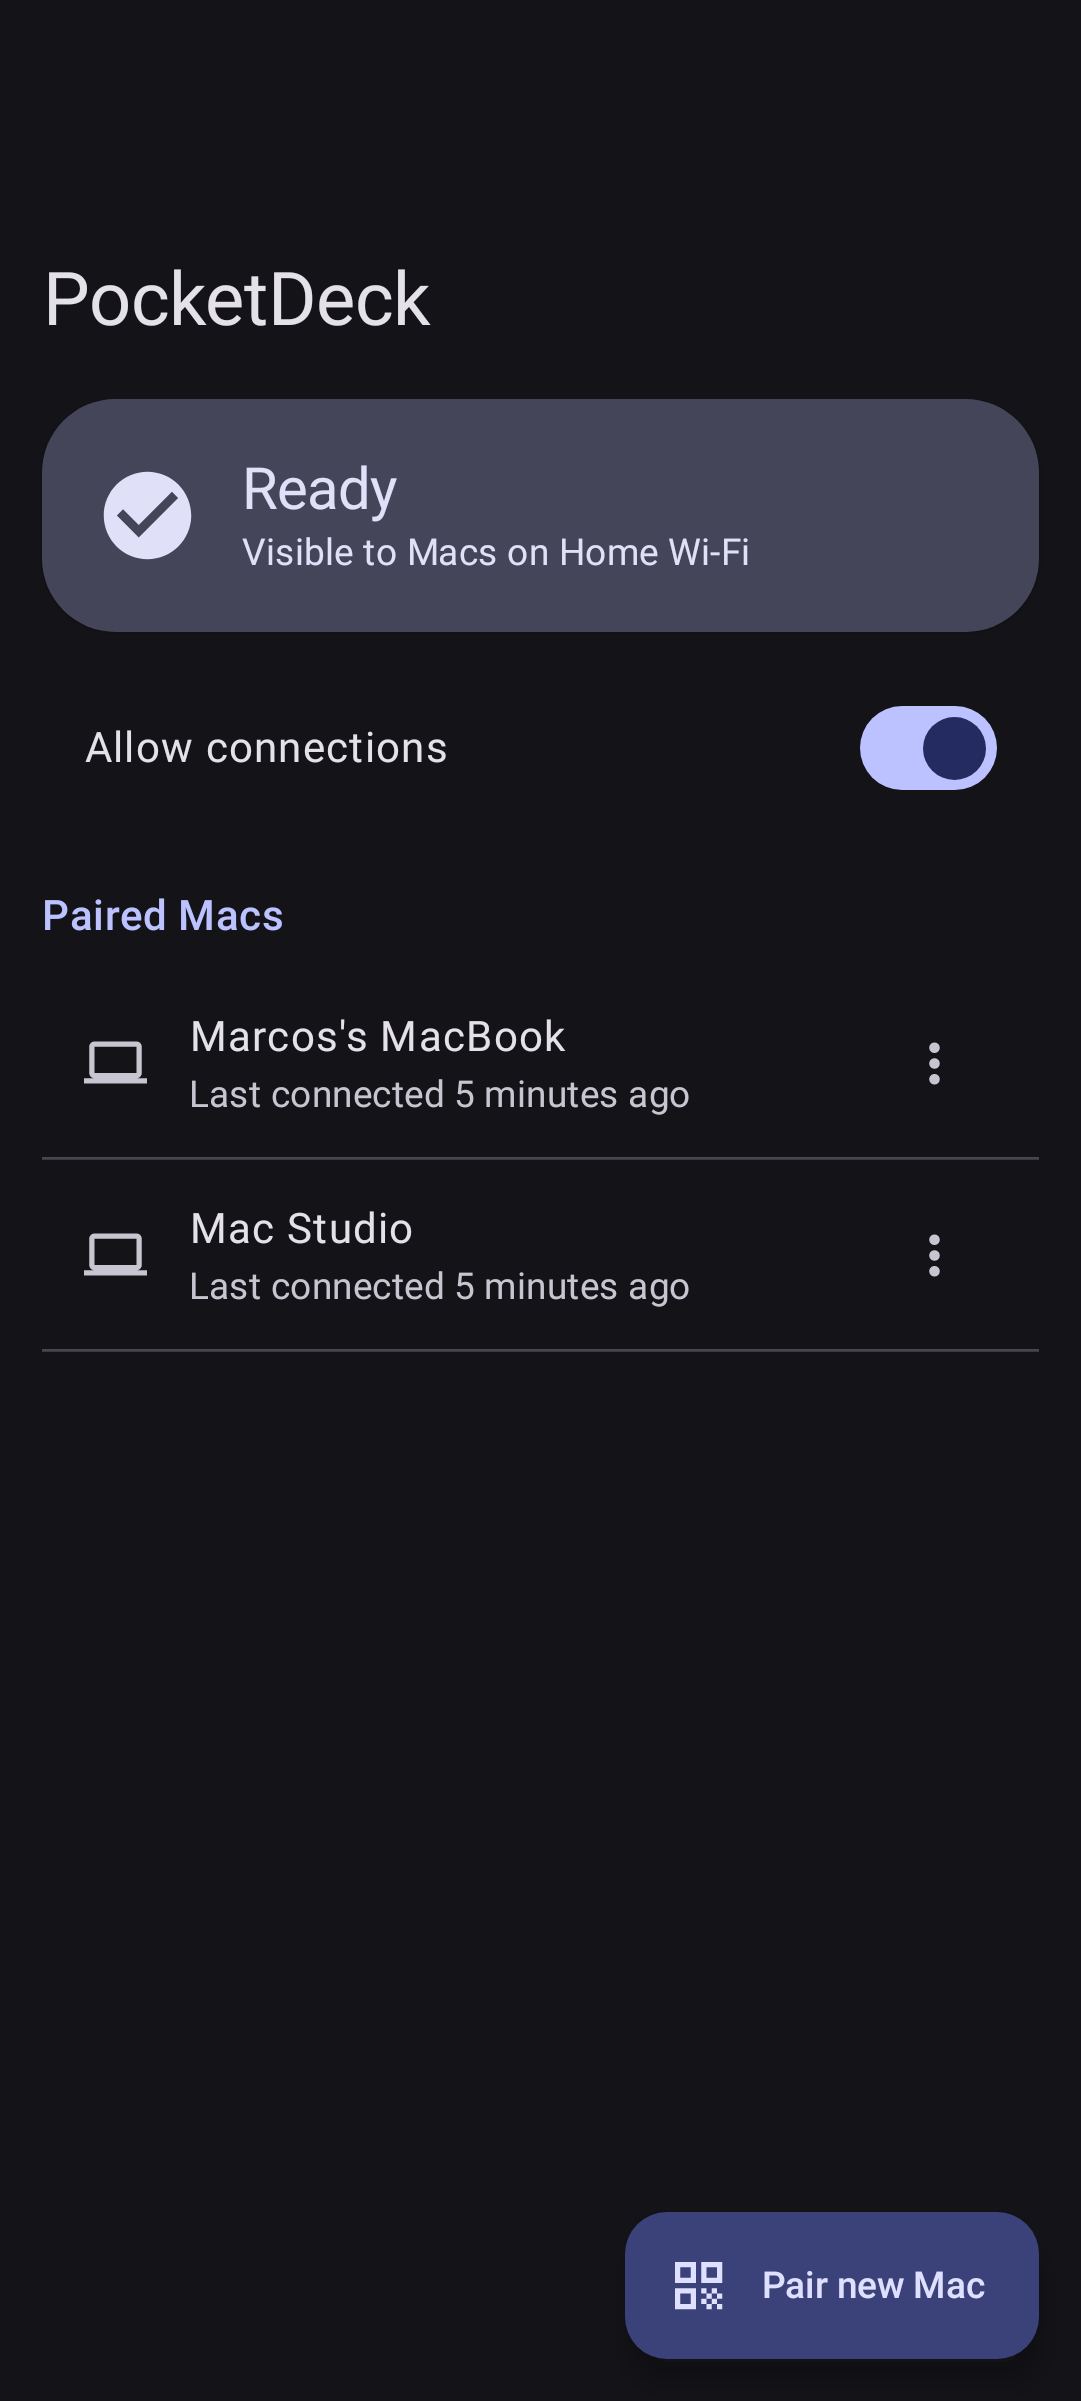 PocketDeck
Ready
Visible to Macs on Home Wi-Fi
Allow connections
Paired Macs
Marcos's MacBook
Last connected 5 minutes ago
Mac Studio
Last connected 5 minutes ago
Pair new Mac